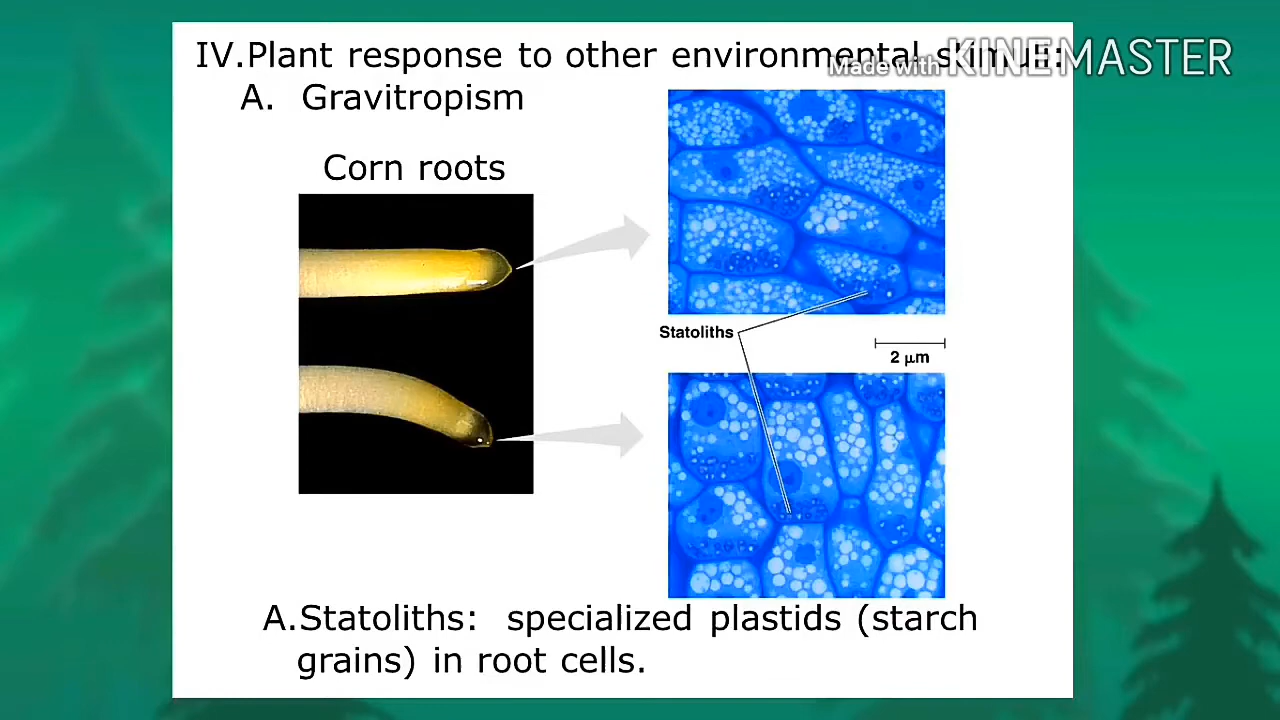 IV.Plant response to other environmental stimuli:
Made with KINEMASTER
A. Gravitropism
Corn roots
Statoliths
2 μm
A.Statoliths: specialized plastids (starch
grains) in root cells.